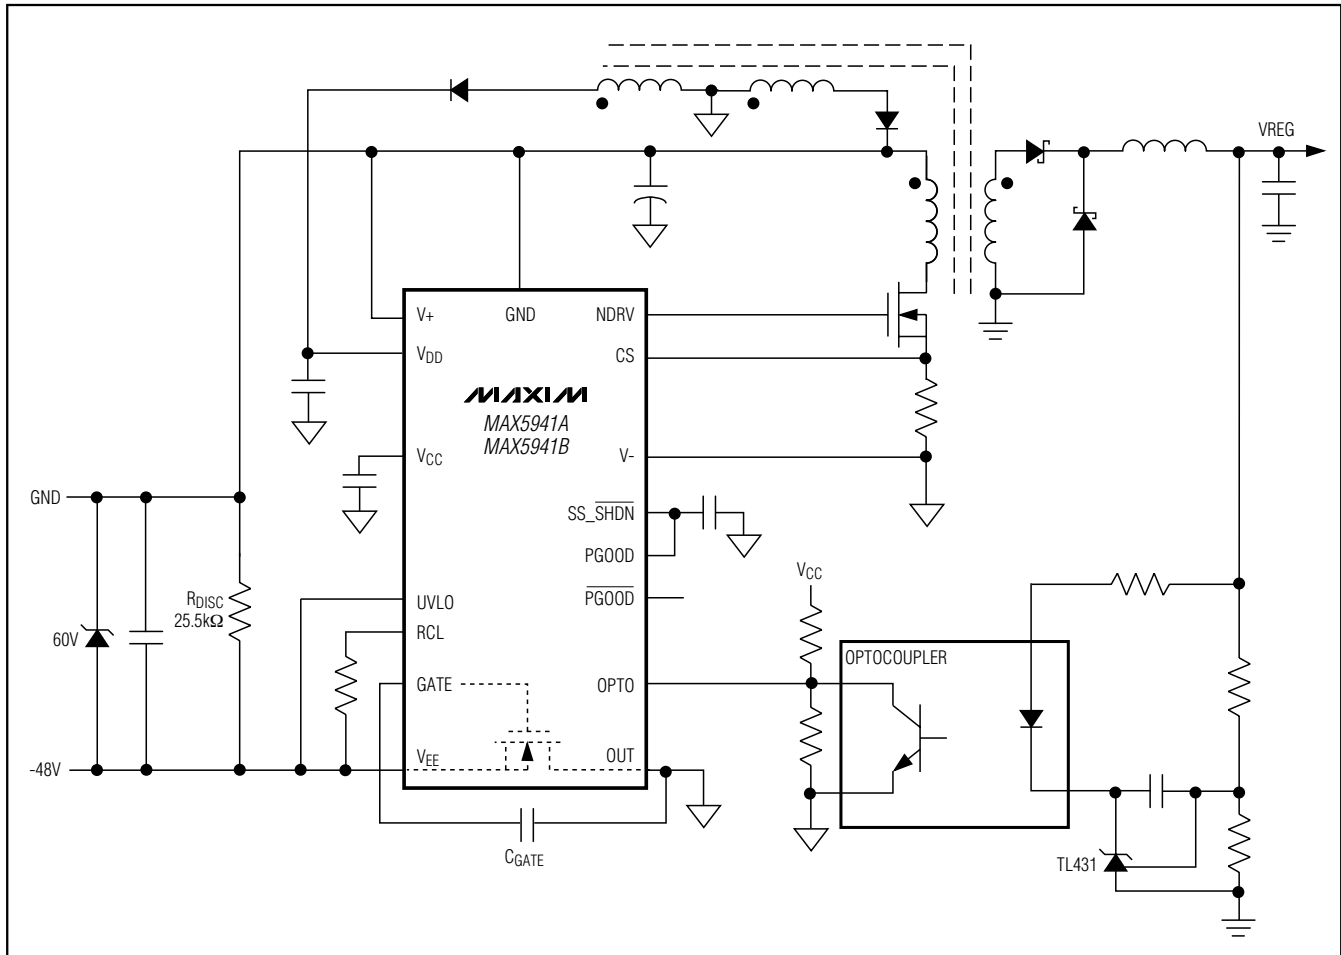 VREG
V+
GND
NDRV
VDD
CS
MAXIM
MAX5941A
MAX5941B
VCC
V-
GND
SS_SHDN
PGOOD
VCC
RDISC
25.5kΩ
UVLO
PGOOD
60V
RCL
OPTOCOUPLER
GATE
OPTO
-48V
VEE
OUT
CGATE
TL431